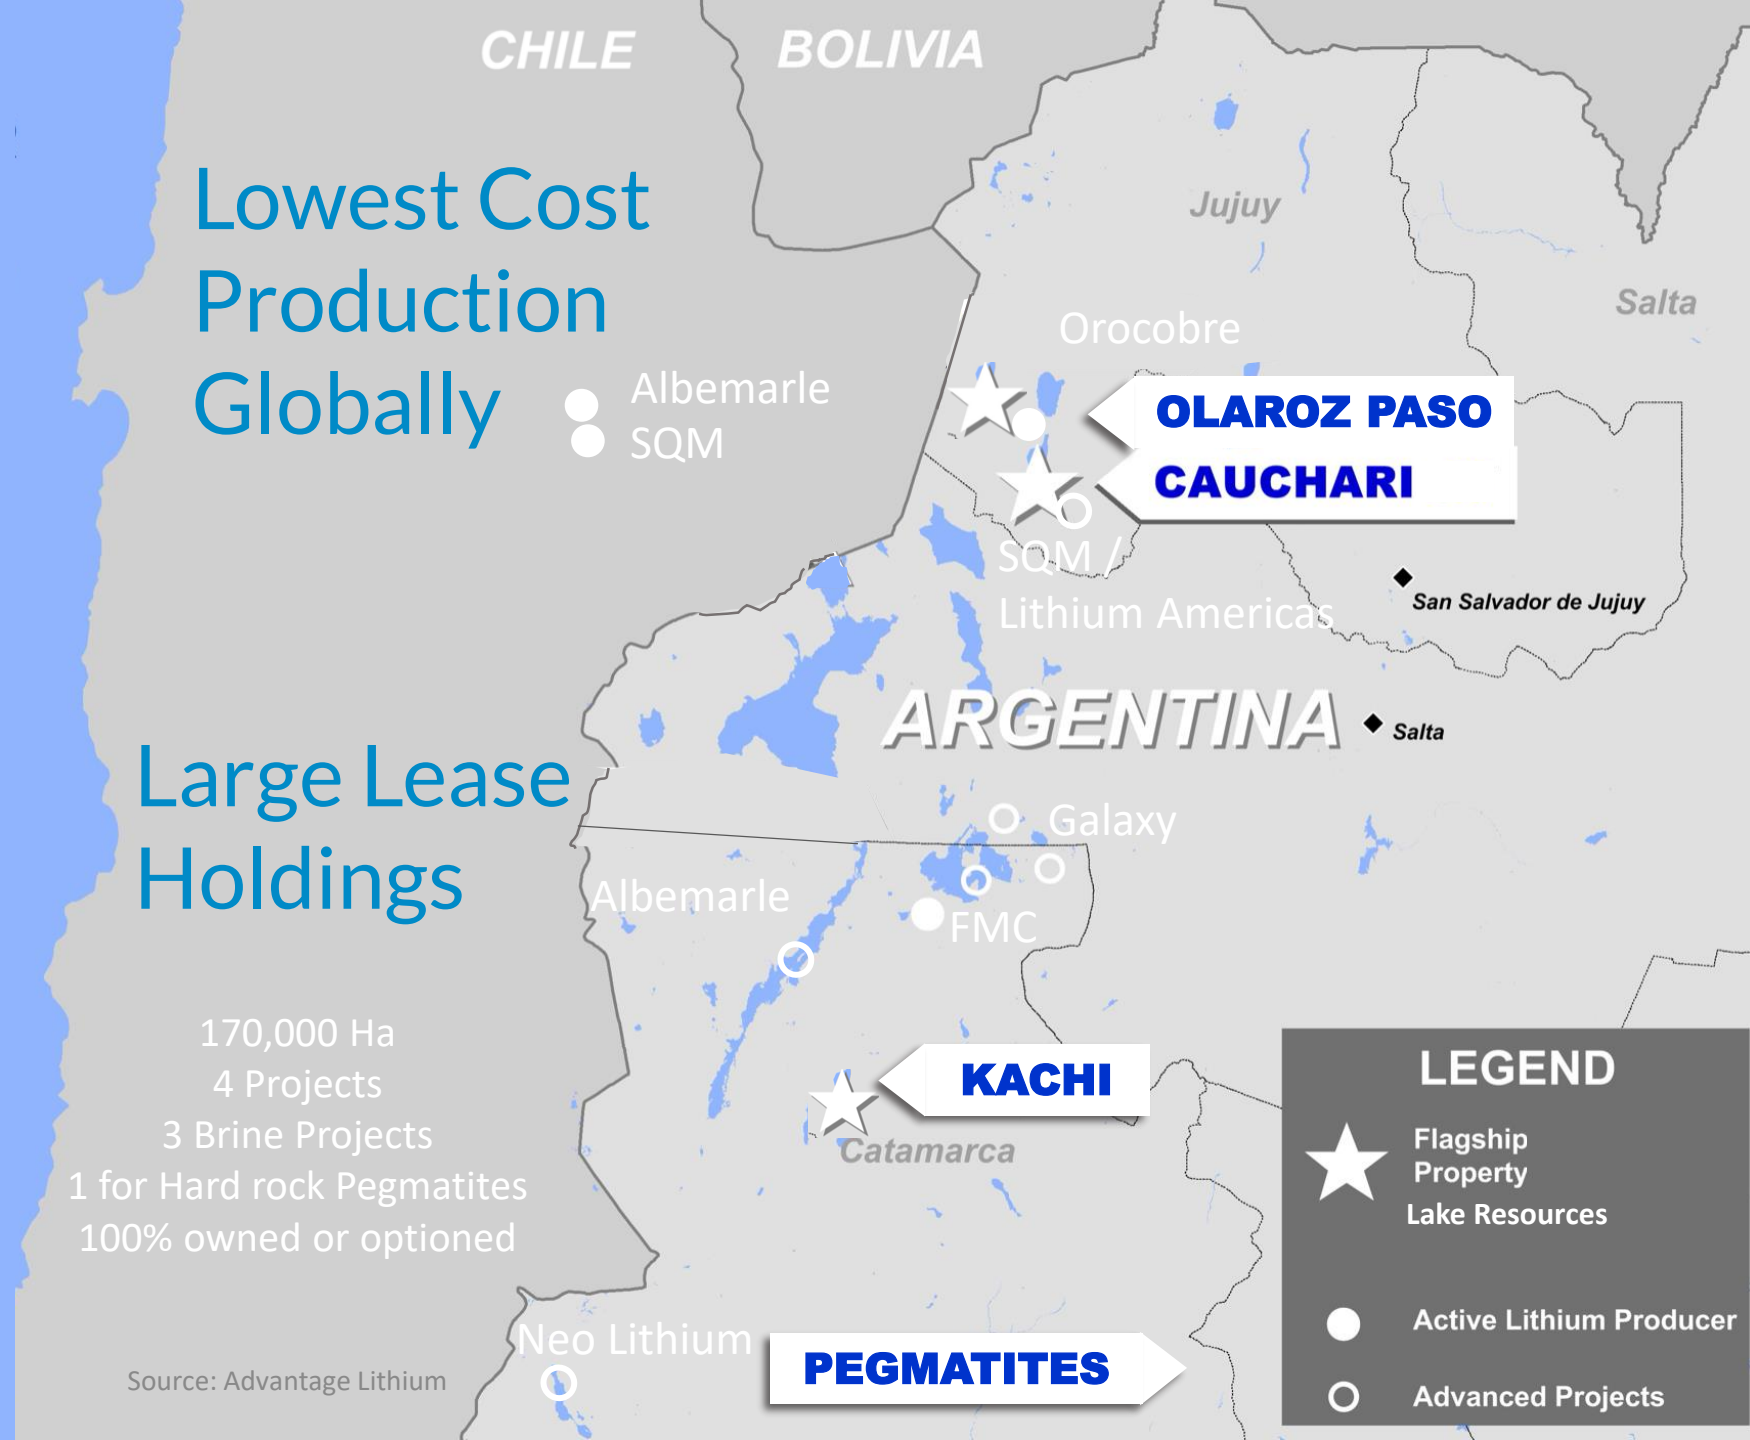 CHILE
BOLIVIA
Lowest Cost
Production
Globally
Jujuy
Salta
Orocobre
Albemarle
SQM
OLAROZ PASO
CAUCHARI
SQM /
Lithium Americas
San Salvador de Jujuy
ARGENTINA
Salta
Large Lease
Holdings
Galaxy
Albemarle
FMC
170,000 Ha
4 Projects
3 Brine Projects
1 for Hard rock Pegmatites
100% owned or optioned
KACHI
Catamarca
LEGEND
Flagship
Property
Lake Resources
Active Lithium Producer
Advanced Projects
Neo Lithium
PEGMATITES
Source: Advantage Lithium